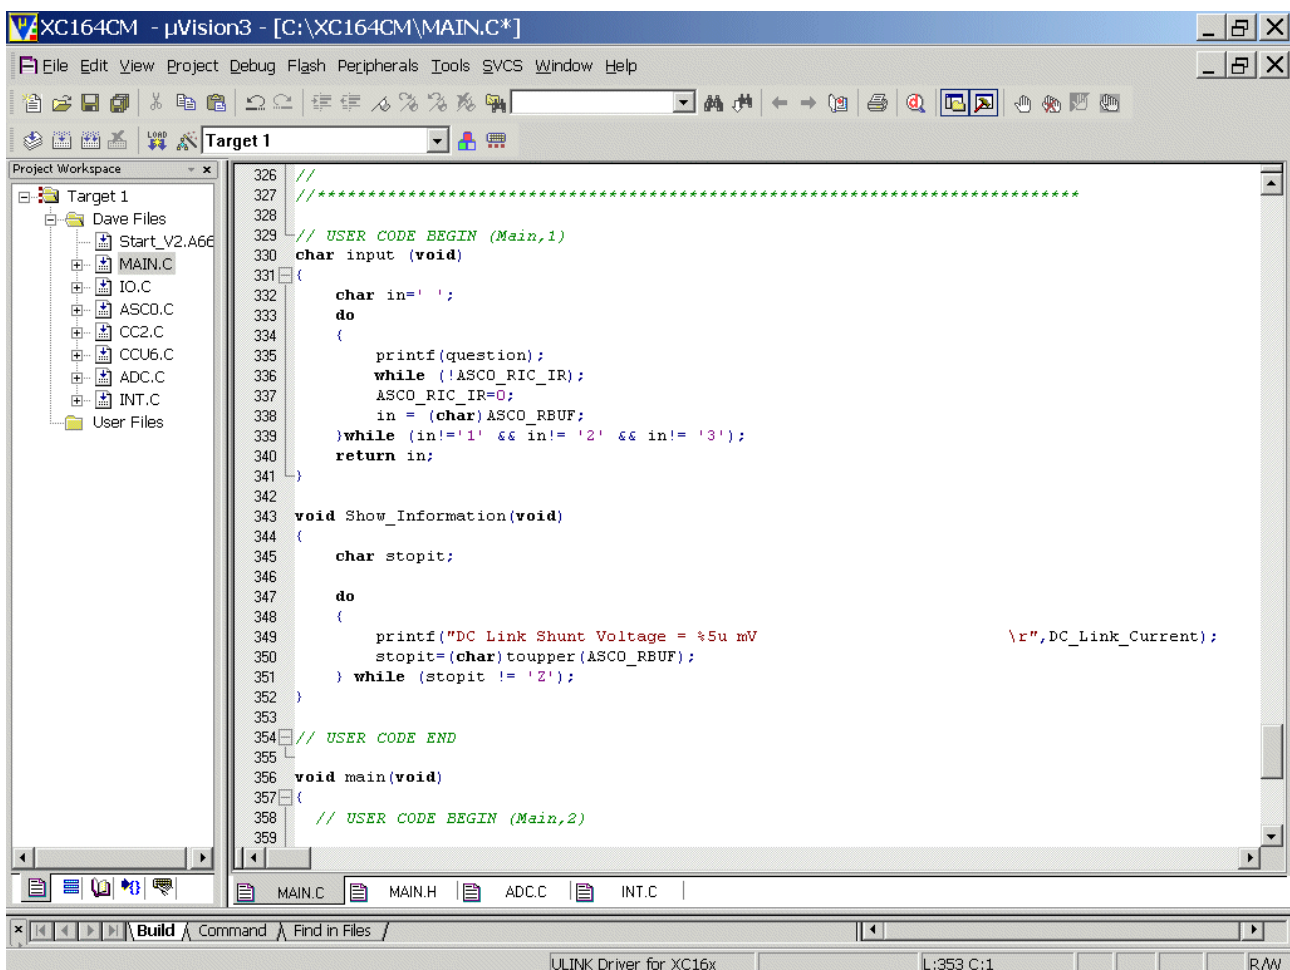 XC164CM - µVision3 - [C:\XC164CM\MAIN.C*]
File Edit View Project Debug Flash Peripherals Tools SVCS Window Help
LOAD Target 1
Project Workspace
Target 1
Dave Files
Start_V2.A66
MAIN.C
IO.C
ASC0.C
CC2.C
CCU6.C
ADC.C
INT.C
User Files
326 //
327 //****************************************************************************
328
329 // USER CODE BEGIN (Main,1)
330 char input (void)
331 {
332 char in=' ';
333 do
334 {
335 printf(question);
336 while (!ASC0_RIC_IR);
337 ASC0_RIC_IR=0;
338 in = (char)ASC0_RBUF;
339 }while (in!='1' && in!= '2' && in!= '3');
340 return in;
341 }
342
343 void Show_Information(void)
344 {
345 char stopit;
346
347 do
348 {
349 printf("DC Link Shunt Voltage = %5u mV \r",DC_Link_Current);
350 stopit=(char)toupper(ASC0_RBUF);
351 } while (stopit != 'Z');
352 }
353
354 // USER CODE END
355
356 void main(void)
357 {
358 // USER CODE BEGIN (Main,2)
359
MAIN.C MAIN.H ADC.C INT.C
Build Command Find in Files
ULINK Driver for XC16x L:353 C:1 R/W